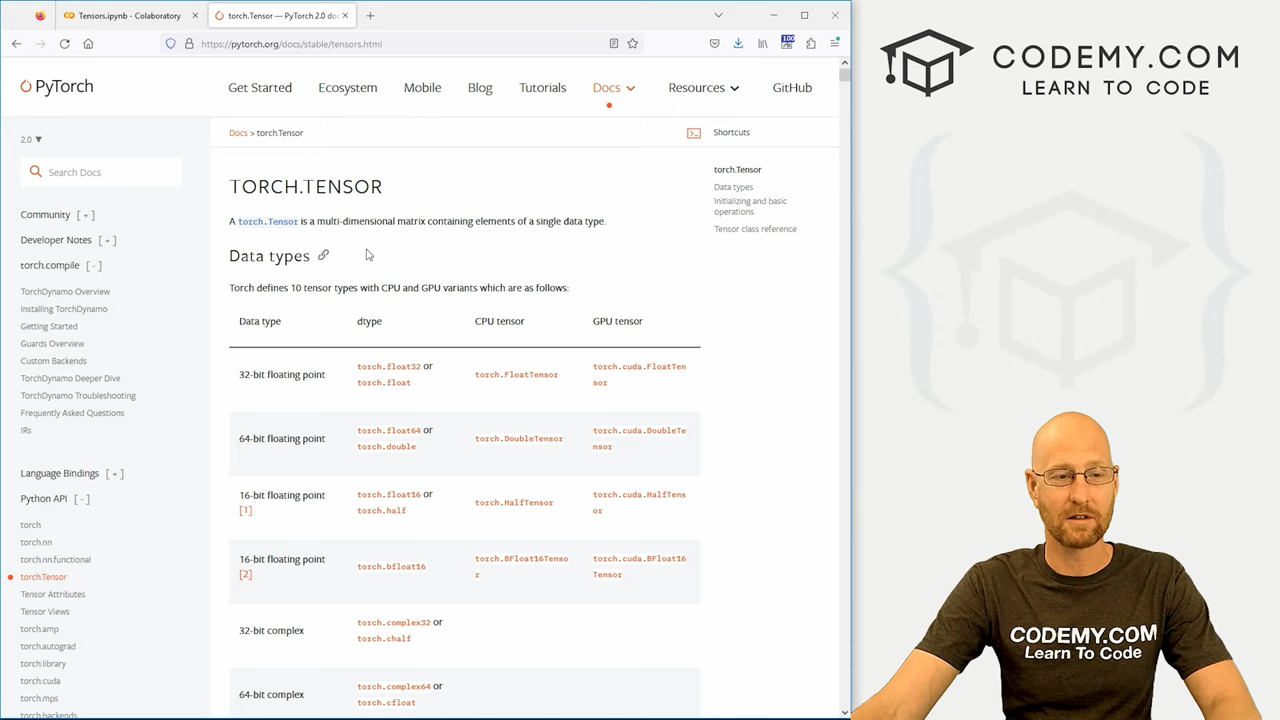 Tensors.ipynb - Colaboratory
torch.Tensor — PyTorch 2.0 doc
https://pytorch.org/docs/stable/tensors.html
100
PyTorch
Get Started
Ecosystem
Mobile
Blog
Tutorials
Docs
Resources
GitHub
2.0 ▼
Search Docs
Community [ + ]
Developer Notes [ + ]
torch.compile [ - ]
TorchDynamo Overview
Installing TorchDynamo
Getting Started
Guards Overview
Custom Backends
TorchDynamo Deeper Dive
TorchDynamo Troubleshooting
Frequently Asked Questions
IRs
Language Bindings [ + ]
Python API [ - ]
torch
torch.nn
torch.nn.functional
torch.Tensor
Tensor Attributes
Tensor Views
torch.amp
torch.autograd
torch.library
torch.cuda
torch.mps
torch.backends
Docs > torch.Tensor
Shortcuts
TORCH.TENSOR
A torch.Tensor is a multi-dimensional matrix containing elements of a single data type.
Data types
Torch defines 10 tensor types with CPU and GPU variants which are as follows:
Data type dtype CPU tensor GPU tensor
32-bit floating point torch.float32 or torch.float torch.FloatTensor torch.cuda.FloatTensor
64-bit floating point torch.float64 or torch.double torch.DoubleTensor torch.cuda.DoubleTensor
16-bit floating point [1] torch.float16 or torch.half torch.HalfTensor torch.cuda.HalfTensor
16-bit floating point [2] torch.bfloat16 torch.BFloat16Tensor torch.cuda.BFloat16Tensor
32-bit complex torch.complex32 or torch.chalf
64-bit complex torch.complex64 or torch.cfloat
torch.Tensor
Data types
Initializing and basic
operations
Tensor class reference
CODEMY.COM
LEARN TO CODE
CODEMY.COM
Learn To Code